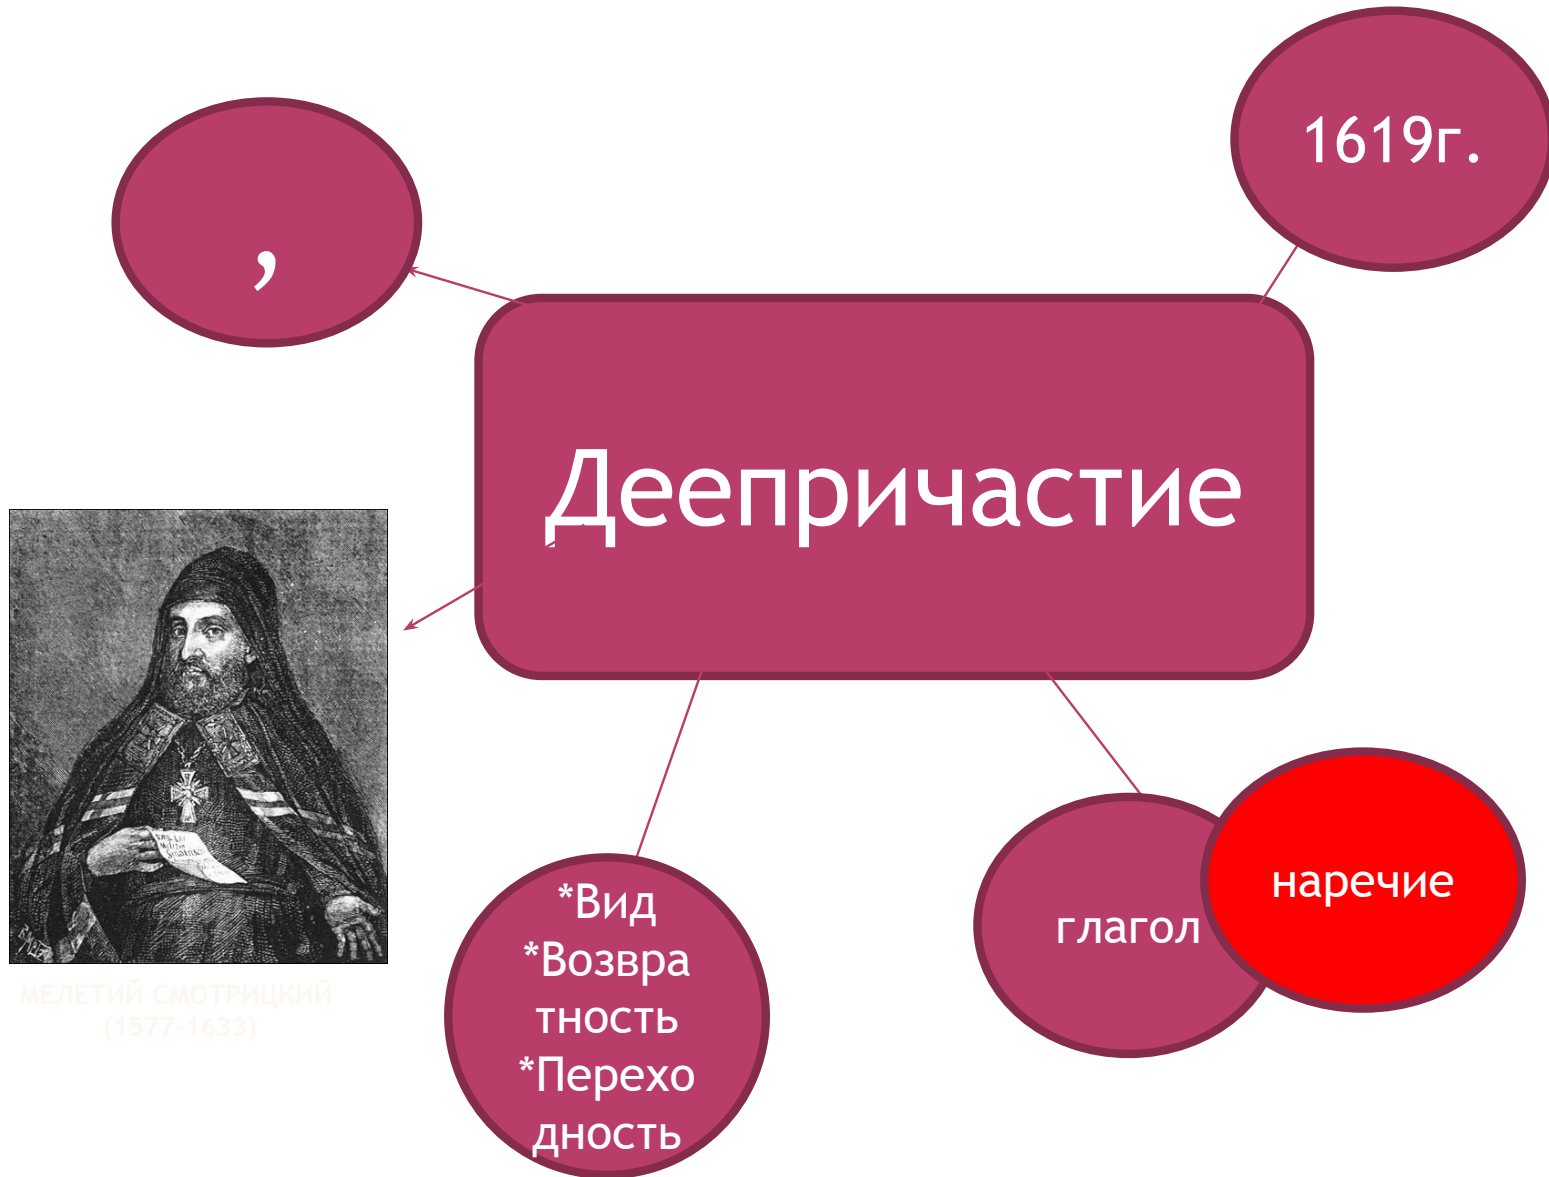 1619г.
,
Деепричастие
МЕЛЕТИЙ СМОТРИЦКИЙ
(1577-1633)
*Вид
*Возвра
тность
*Перехо
дность
глагол
наречие